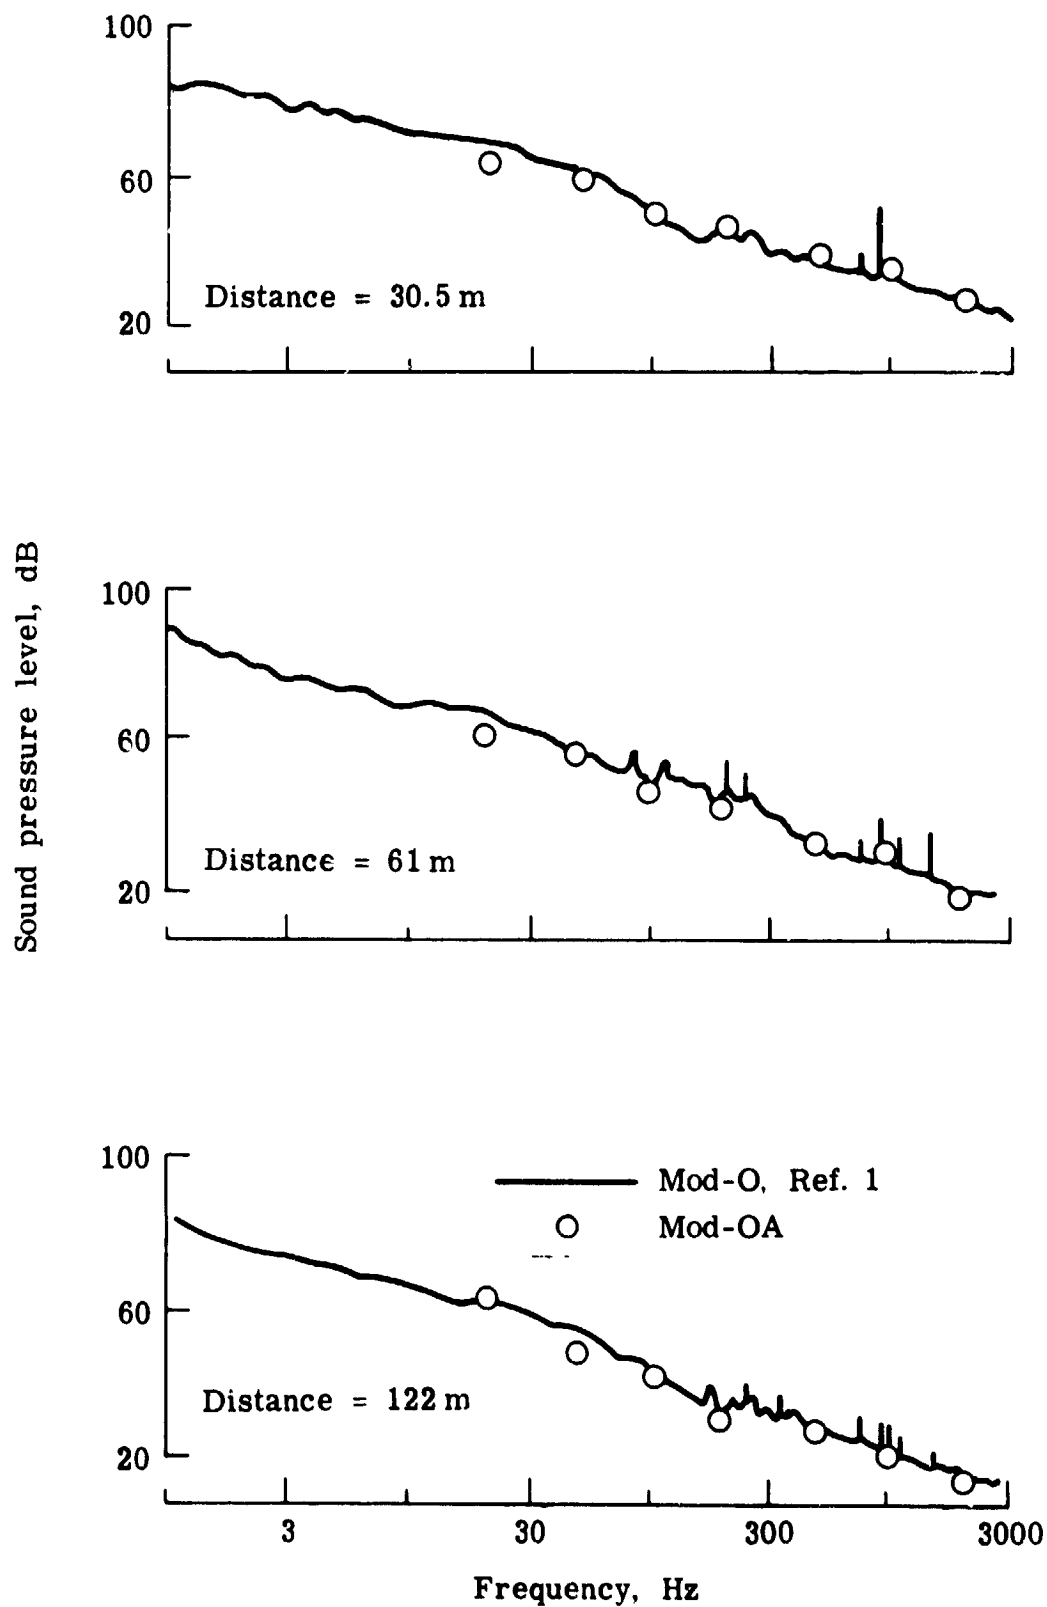 100
60
20
Distance = 30.5 m
Sound pressure level, dB
100
60
20
Distance = 61 m
100
60
20
Mod-O, Ref. 1
Mod-OA
Distance = 122 m
3 30 300 3000
Frequency, Hz